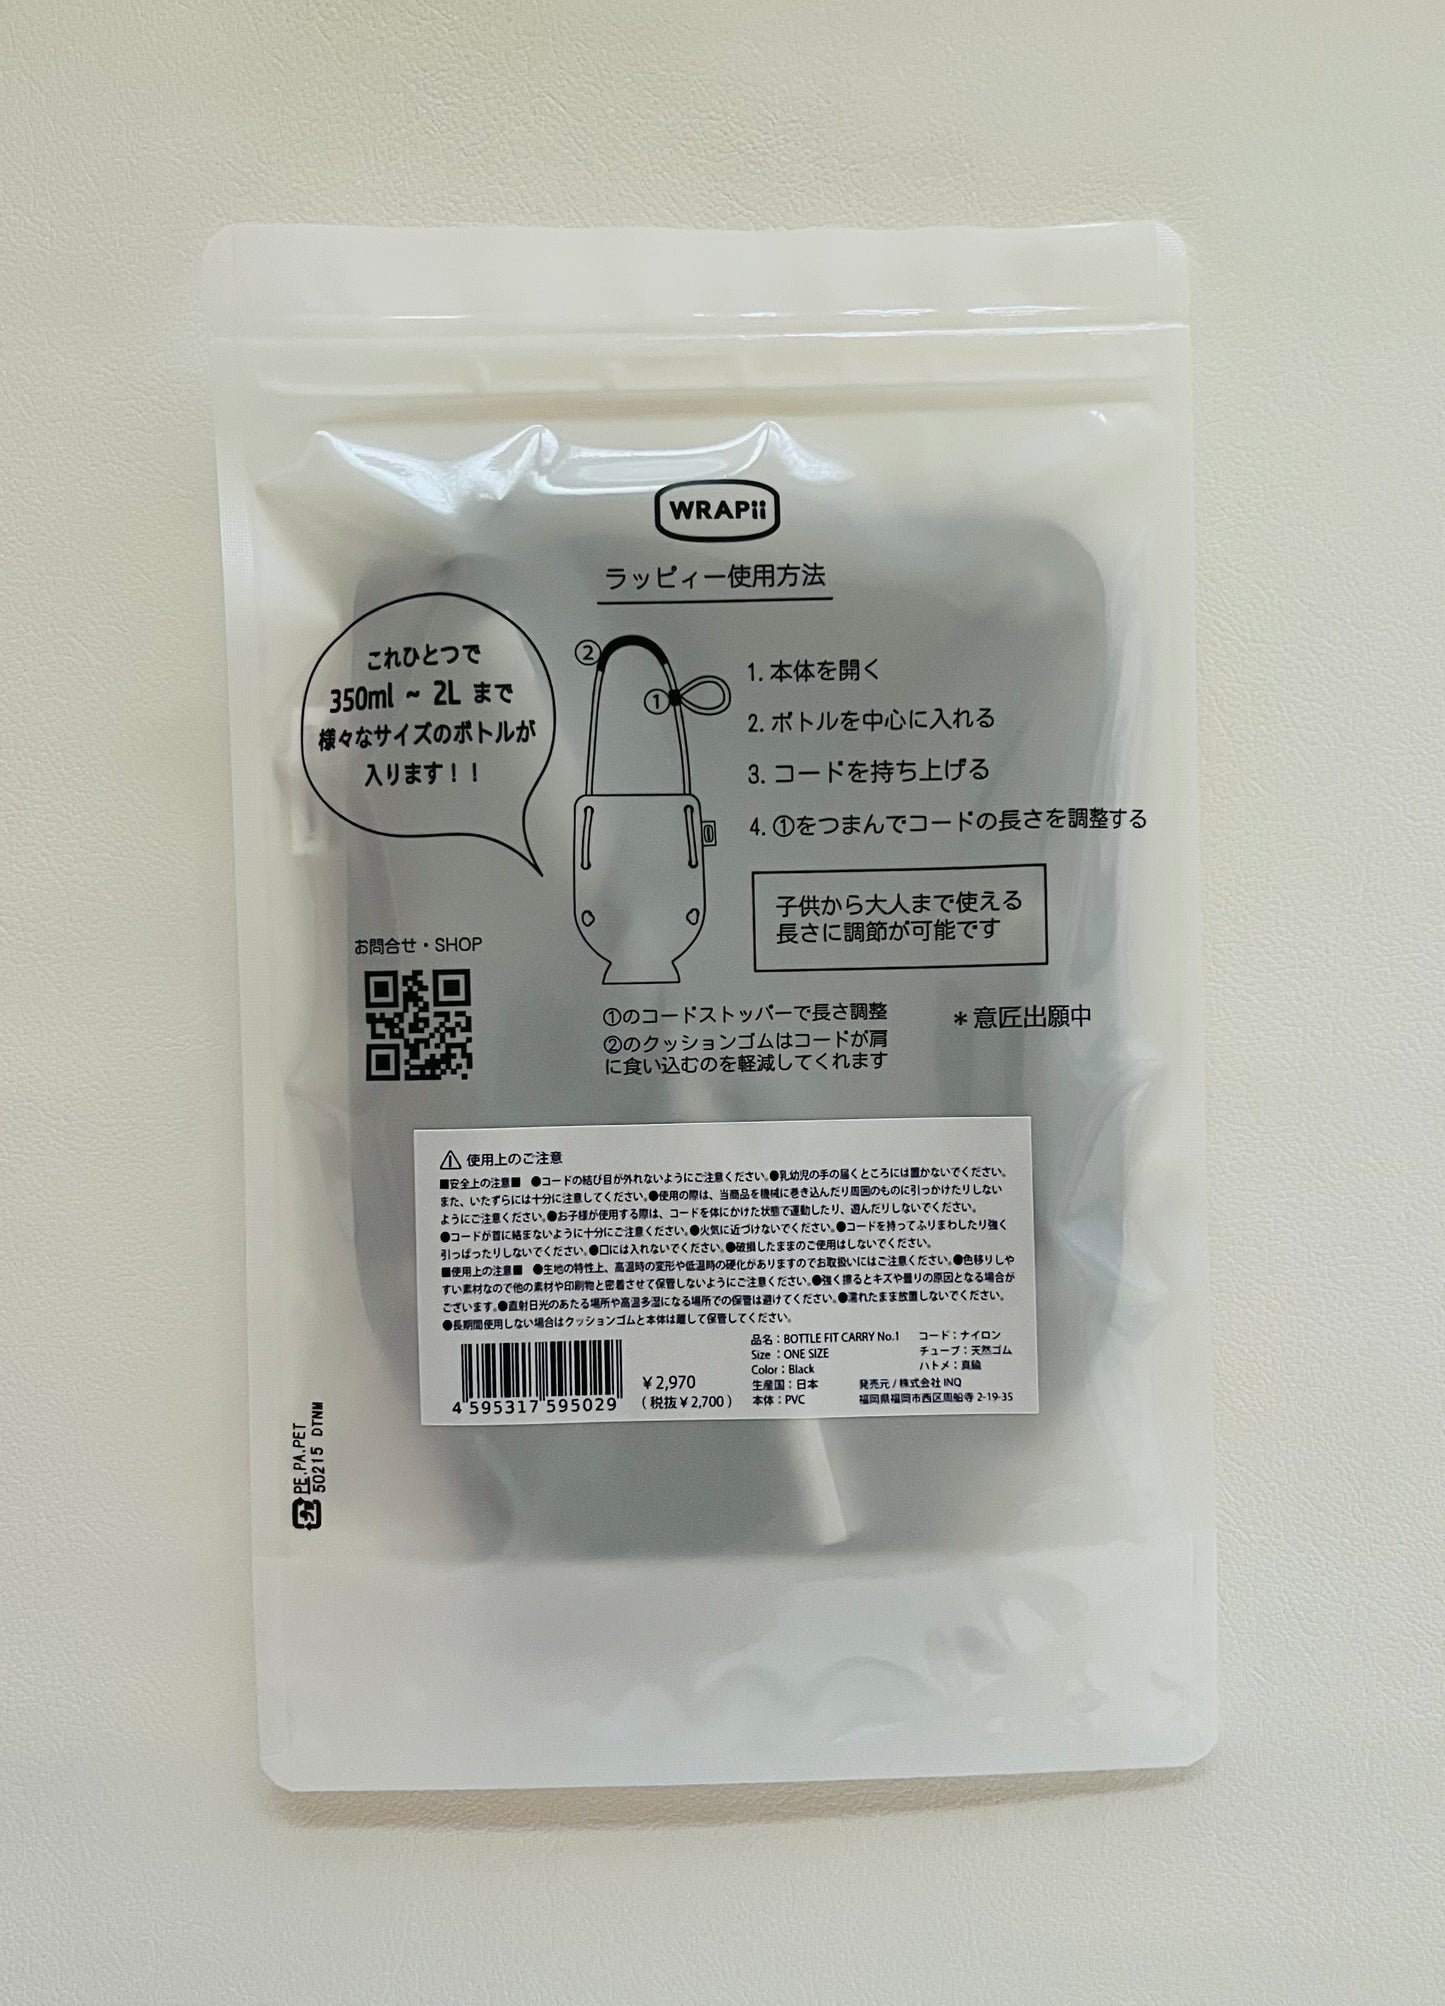 WRAPii
ラッピィー使用方法
これひとつで
350ml ~ 2L まで
様々なサイズのボトルが
入ります！！
②
①
1. 本体を開く
2. ボトルを中心に入れる
3. コードを持ち上げる
4. ①をつまんでコードの長さを調整する
子供から大人まで使える
長さに調節が可能です
お問合せ・SHOP
①のコードストッパーで長さ調整
②のクッションゴムはコードが肩
に食い込むのを軽減してくれます
＊意匠出願中
使用上のご注意
■安全上の注意■ ●コードの結び目が外れないようにご注意ください。●乳幼児の手の届くところには置かないでください。
また、いたずらには十分に注意してください。●使用の際は、当商品を機械に巻き込んだり周囲のものに引っかけたりしない
ようにご注意ください。●お子様が使用する際は、コードを体にかけた状態で運動したり、遊んだりしないでください。
●コードが首に絡まないように十分にご注意ください。●火気に近づけないでください。●コードを持ってふりまわしたり強く
引っぱったりしないでください。●口には入れないでください。●破損したままのご使用はしないでください。
■使用上の注意■ ●生地の特性上、高温時の変形や低温時の硬化がありますのでお取扱いにはご注意ください。●色移りしや
すい素材なので他の素材や印刷物と密着させて保管しないようにご注意ください。●強く擦るとキズや曇りの原因となる場合が
ございます。●直射日光のあたる場所や高温多湿になる場所での保管は避けてください。●濡れたまま放置しないでください。
●長期間使用しない場合はクッションゴムと本体は離して保管してください。
4 595317 595029
￥2,970
（税抜￥2,700）
品名：BOTTLE FIT CARRY No.1
Size：ONE SIZE
Color：Black
生産国：日本
本体：PVC
コード：ナイロン
チューブ：天然ゴム
ハトメ：真鍮
発売元 / 株式会社 INQ
福岡県福岡市西区周船寺 2-19-35
PE,PA,PET
50215 DTNM